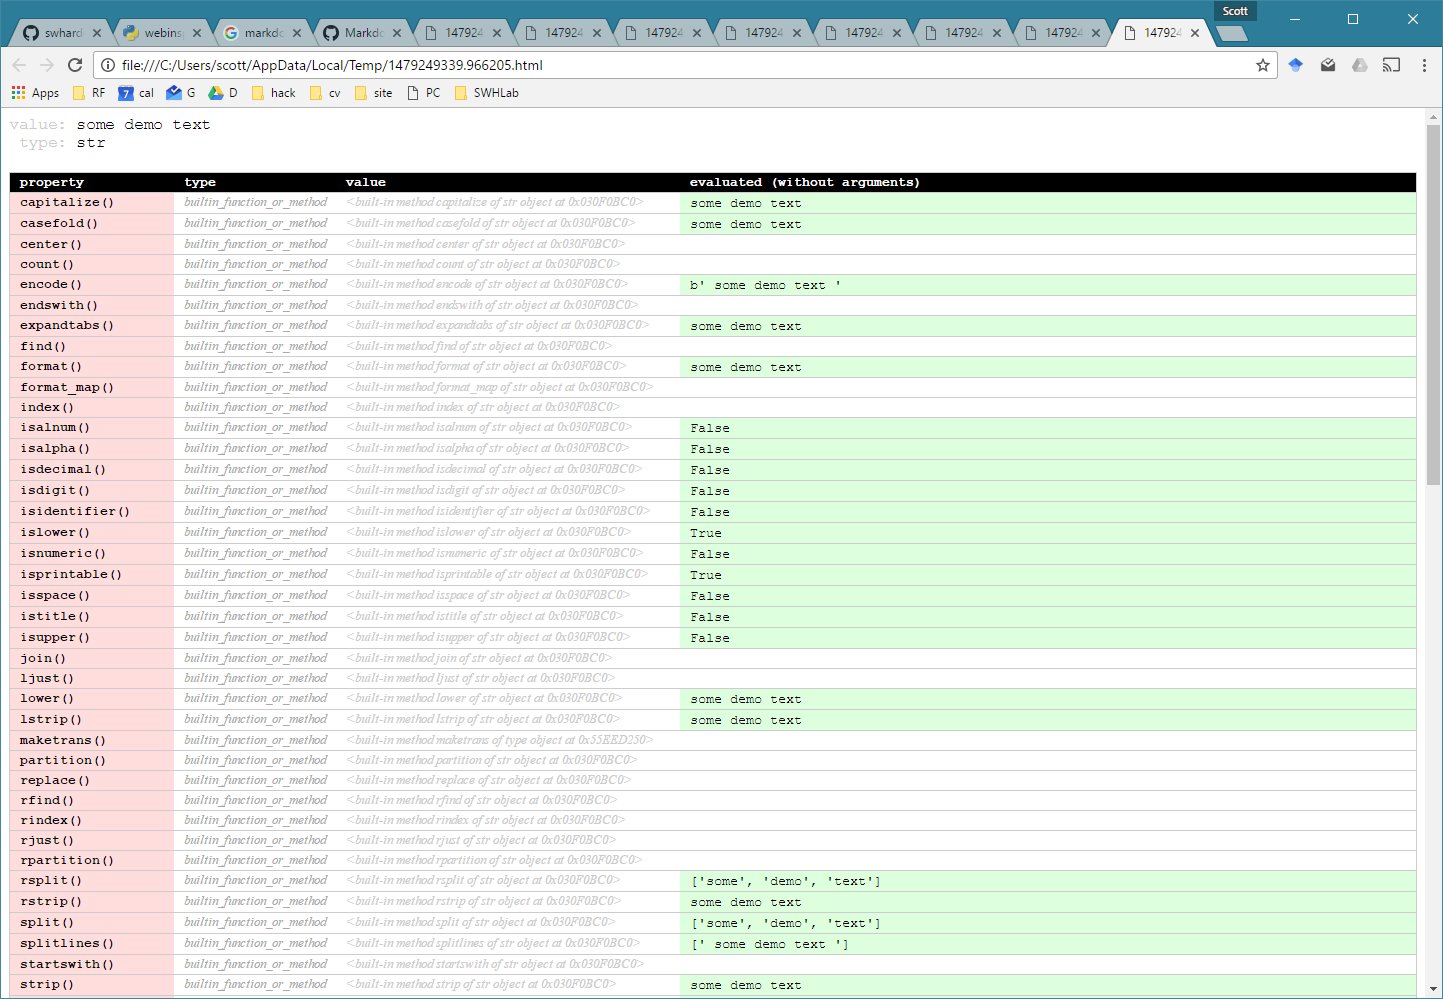 Scott
swhard
webinsp
markdo
Markdo
147924
147924
147924
147924
147924
147924
147924
147924
file:///C:/Users/scott/AppData/Local/Temp/1479249339.966205.html
Apps RF 7 cal G D hack cv site PC SWHLab
value: some demo text
type: str
property type value evaluated (without arguments)
capitalize() builtin_function_or_method <built-in method capitalize of str object at 0x030F0BC0> some demo text
casefold() builtin_function_or_method <built-in method casefold of str object at 0x030F0BC0> some demo text
center() builtin_function_or_method <built-in method center of str object at 0x030F0BC0>
count() builtin_function_or_method <built-in method count of str object at 0x030F0BC0>
encode() builtin_function_or_method <built-in method encode of str object at 0x030F0BC0> b' some demo text '
endswith() builtin_function_or_method <built-in method endswith of str object at 0x030F0BC0>
expandtabs() builtin_function_or_method <built-in method expandtabs of str object at 0x030F0BC0> some demo text
find() builtin_function_or_method <built-in method find of str object at 0x030F0BC0>
format() builtin_function_or_method <built-in method format of str object at 0x030F0BC0> some demo text
format_map() builtin_function_or_method <built-in method format_map of str object at 0x030F0BC0>
index() builtin_function_or_method <built-in method index of str object at 0x030F0BC0>
isalnum() builtin_function_or_method <built-in method isalnum of str object at 0x030F0BC0> False
isalpha() builtin_function_or_method <built-in method isalpha of str object at 0x030F0BC0> False
isdecimal() builtin_function_or_method <built-in method isdecimal of str object at 0x030F0BC0> False
isdigit() builtin_function_or_method <built-in method isdigit of str object at 0x030F0BC0> False
isidentifier() builtin_function_or_method <built-in method isidentifier of str object at 0x030F0BC0> False
islower() builtin_function_or_method <built-in method islower of str object at 0x030F0BC0> True
isnumeric() builtin_function_or_method <built-in method isnumeric of str object at 0x030F0BC0> False
isprintable() builtin_function_or_method <built-in method isprintable of str object at 0x030F0BC0> True
isspace() builtin_function_or_method <built-in method isspace of str object at 0x030F0BC0> False
istitle() builtin_function_or_method <built-in method istitle of str object at 0x030F0BC0> False
isupper() builtin_function_or_method <built-in method isupper of str object at 0x030F0BC0> False
join() builtin_function_or_method <built-in method join of str object at 0x030F0BC0>
ljust() builtin_function_or_method <built-in method ljust of str object at 0x030F0BC0>
lower() builtin_function_or_method <built-in method lower of str object at 0x030F0BC0> some demo text
lstrip() builtin_function_or_method <built-in method lstrip of str object at 0x030F0BC0> some demo text
maketrans() builtin_function_or_method <built-in method maketrans of type object at 0x55EED250>
partition() builtin_function_or_method <built-in method partition of str object at 0x030F0BC0>
replace() builtin_function_or_method <built-in method replace of str object at 0x030F0BC0>
rfind() builtin_function_or_method <built-in method rfind of str object at 0x030F0BC0>
rindex() builtin_function_or_method <built-in method rindex of str object at 0x030F0BC0>
rjust() builtin_function_or_method <built-in method rjust of str object at 0x030F0BC0>
rpartition() builtin_function_or_method <built-in method rpartition of str object at 0x030F0BC0>
rsplit() builtin_function_or_method <built-in method rsplit of str object at 0x030F0BC0> ['some', 'demo', 'text']
rstrip() builtin_function_or_method <built-in method rstrip of str object at 0x030F0BC0> some demo text
split() builtin_function_or_method <built-in method split of str object at 0x030F0BC0> ['some', 'demo', 'text']
splitlines() builtin_function_or_method <built-in method splitlines of str object at 0x030F0BC0> [' some demo text ']
startswith() builtin_function_or_method <built-in method startswith of str object at 0x030F0BC0>
strip() builtin_function_or_method <built-in method strip of str object at 0x030F0BC0> some demo text